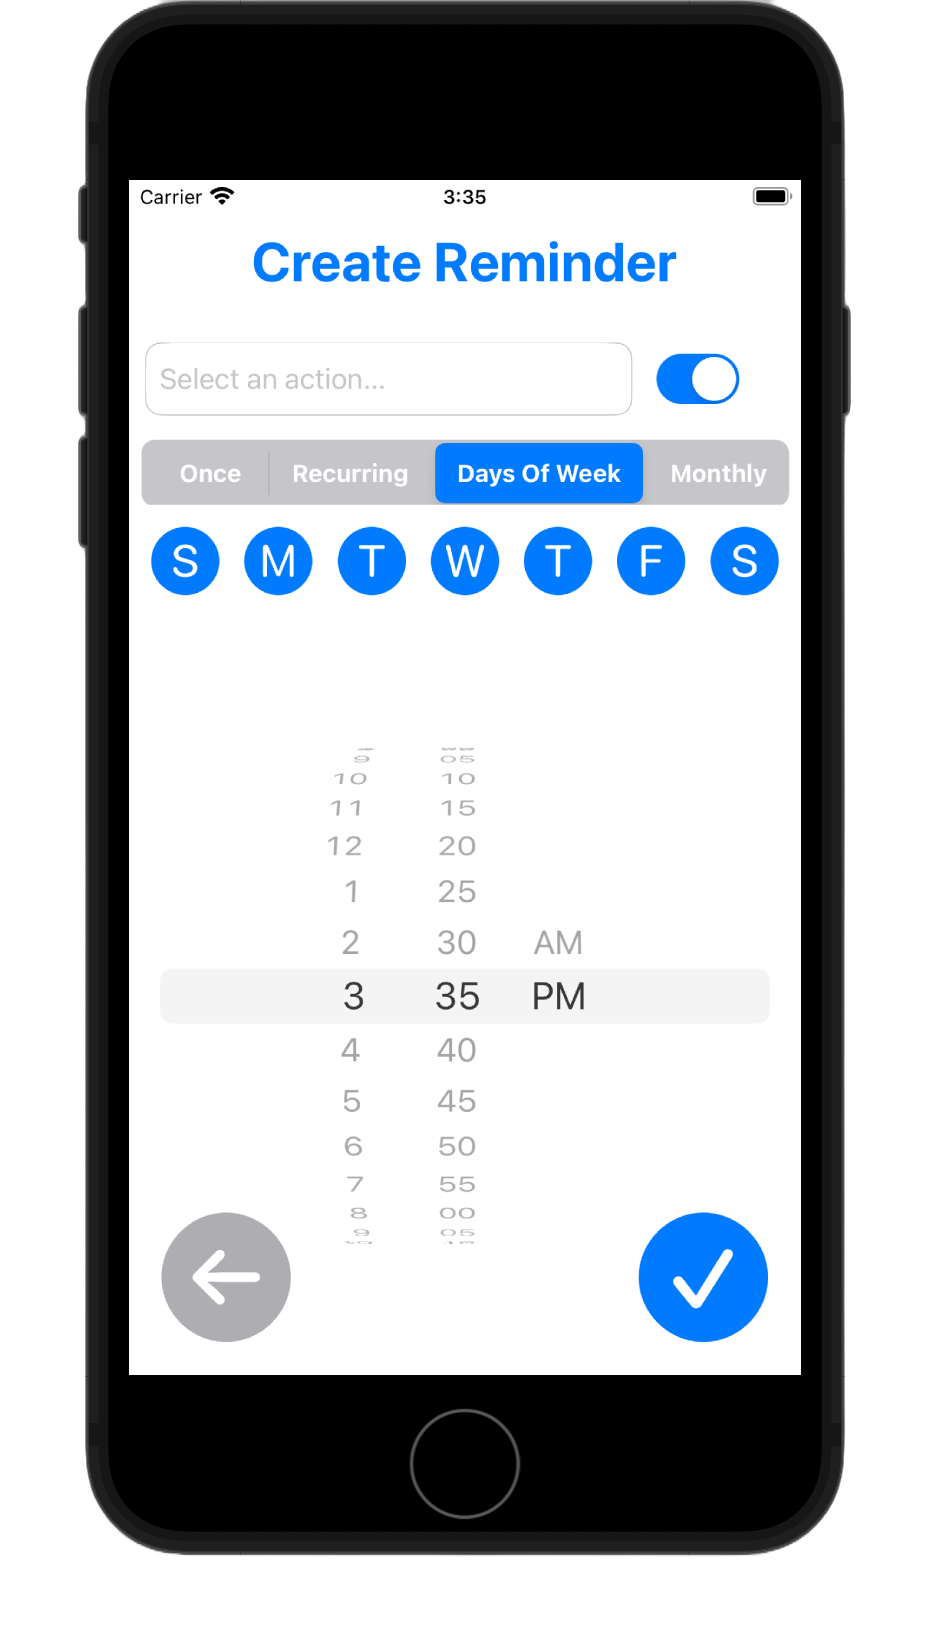 Carrier 3:35
Create Reminder
Select an action...
Once Recurring Days Of Week Monthly
S M T W T F S
9 05
10 10
11 15
12 20
1 25
2 30 AM
3 35 PM
4 40
5 45
6 50
7 55
8 00
9 05